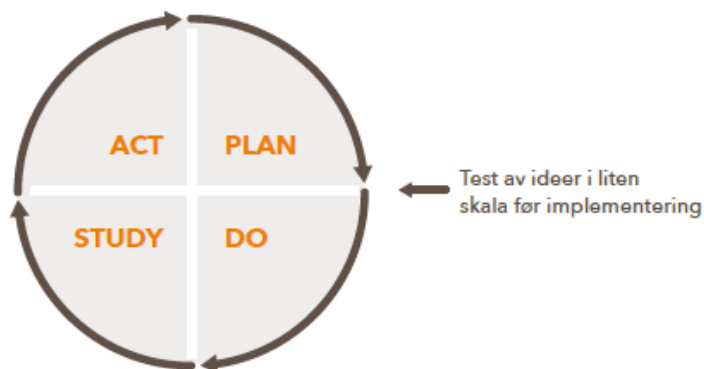 ACT PLAN
Test av ideer i liten
skala før implementering
STUDY DO